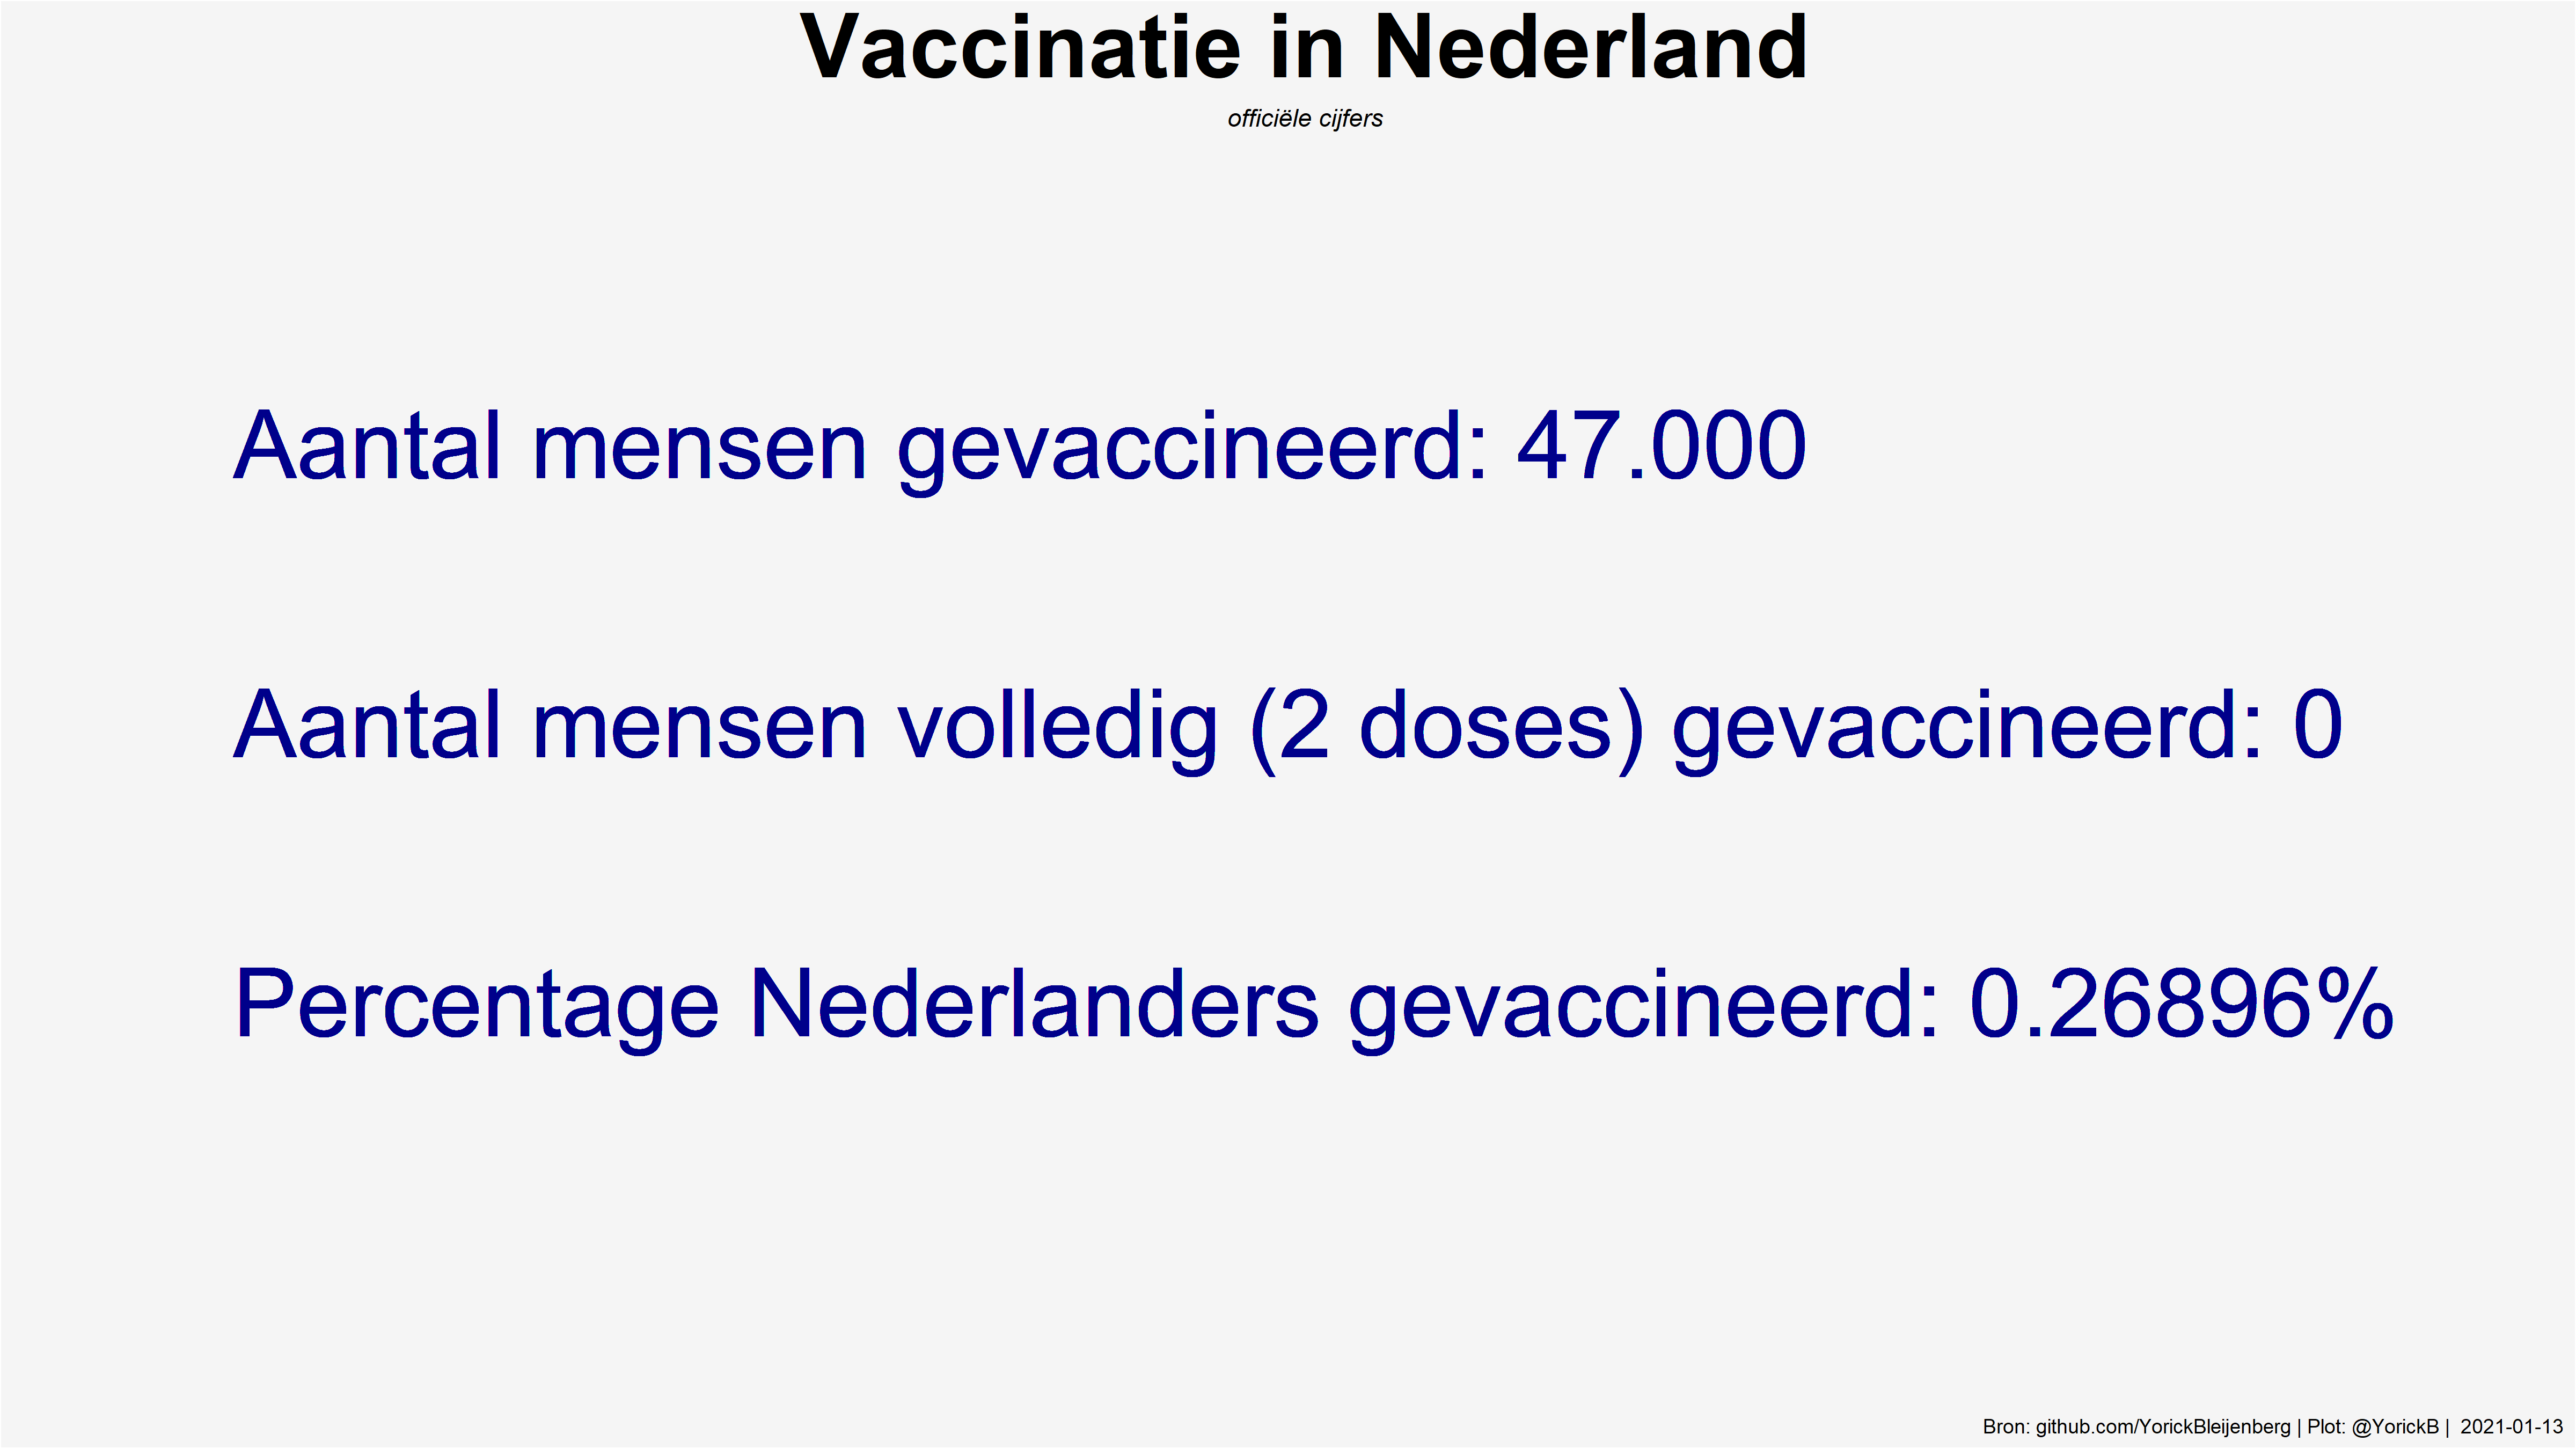 Vaccinatie in Nederland
officiële cijfers
Aantal mensen gevaccineerd: 47.000
Aantal mensen volledig (2 doses) gevaccineerd: 0
Percentage Nederlanders gevaccineerd: 0.26896%
Bron: github.com/YorickBleijenberg | Plot: @YorickB | 2021-01-13